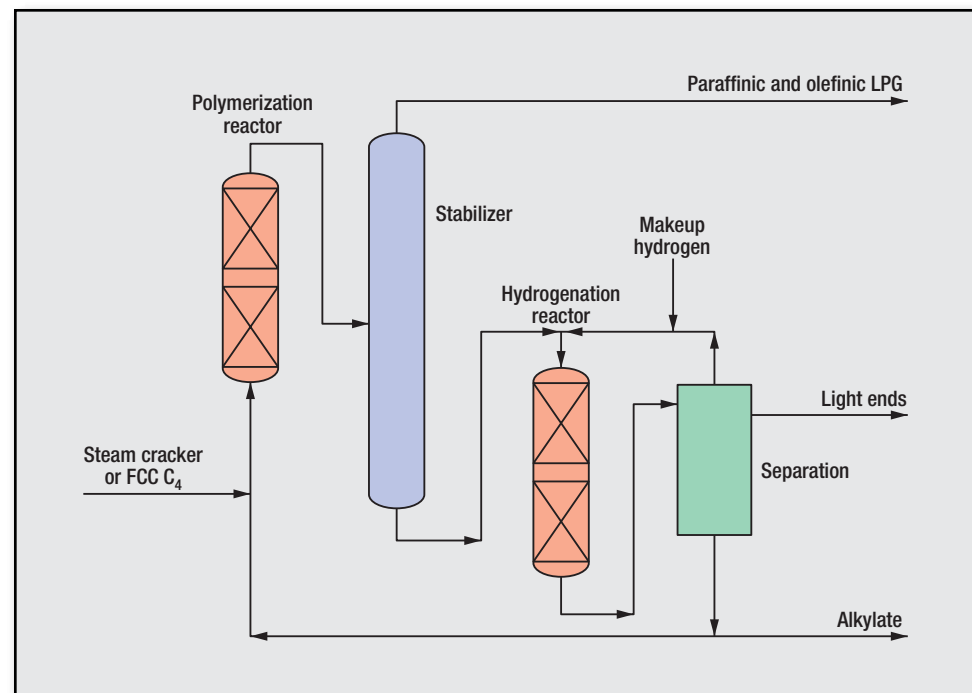 Paraffinic and olefinic LPG
Polymerization
reactor
Stabilizer
Makeup
hydrogen
Hydrogenation
reactor
Light ends
Steam cracker
or FCC C₄
Separation
Alkylate